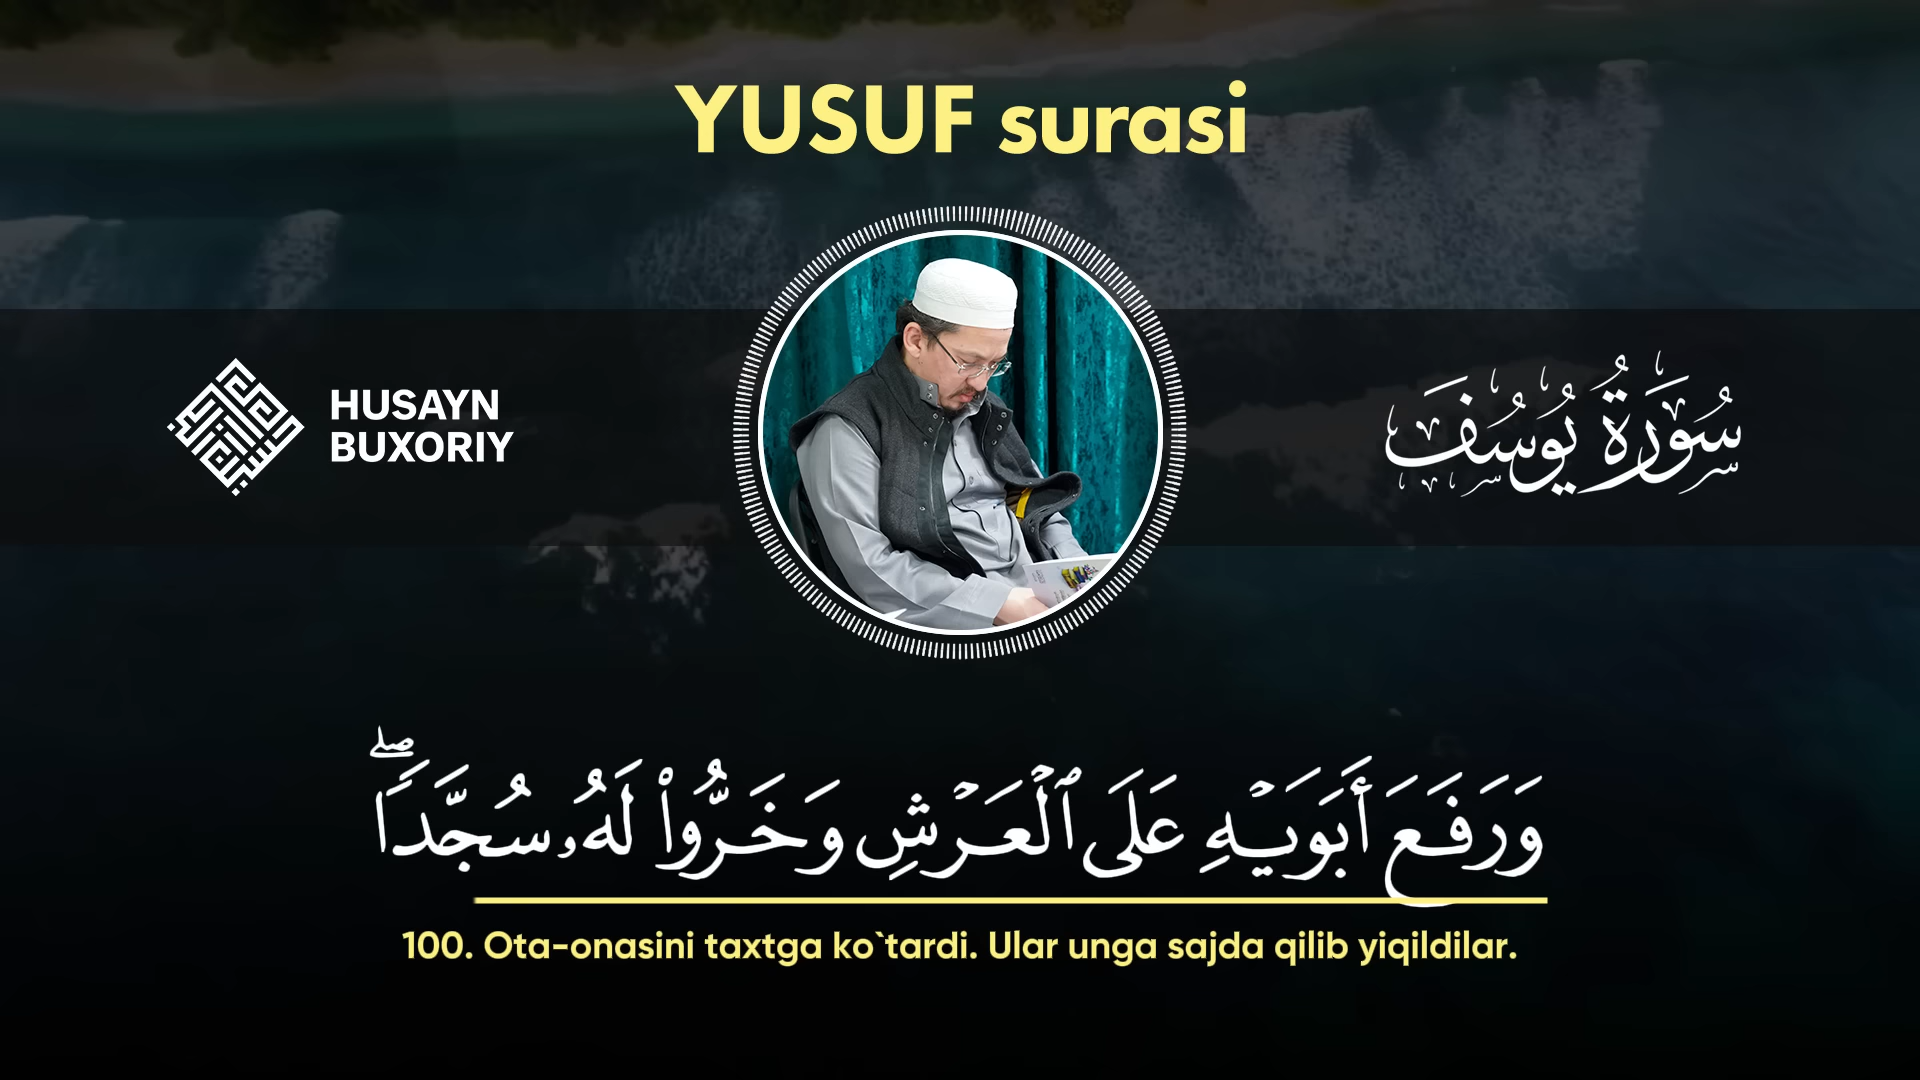 YUSUF surasi
HUSAYN
BUXORIY
سُورَةُ يُوسُفَ
وَرَفَعَ أَبَوَيْهِ عَلَى ٱلْعَرْشِ وَخَرُّوا۟ لَهُۥ سُجَّدًا ۖ
100. Ota-onasini taxtga ko`tardi. Ular unga sajda qilib yiqildilar.